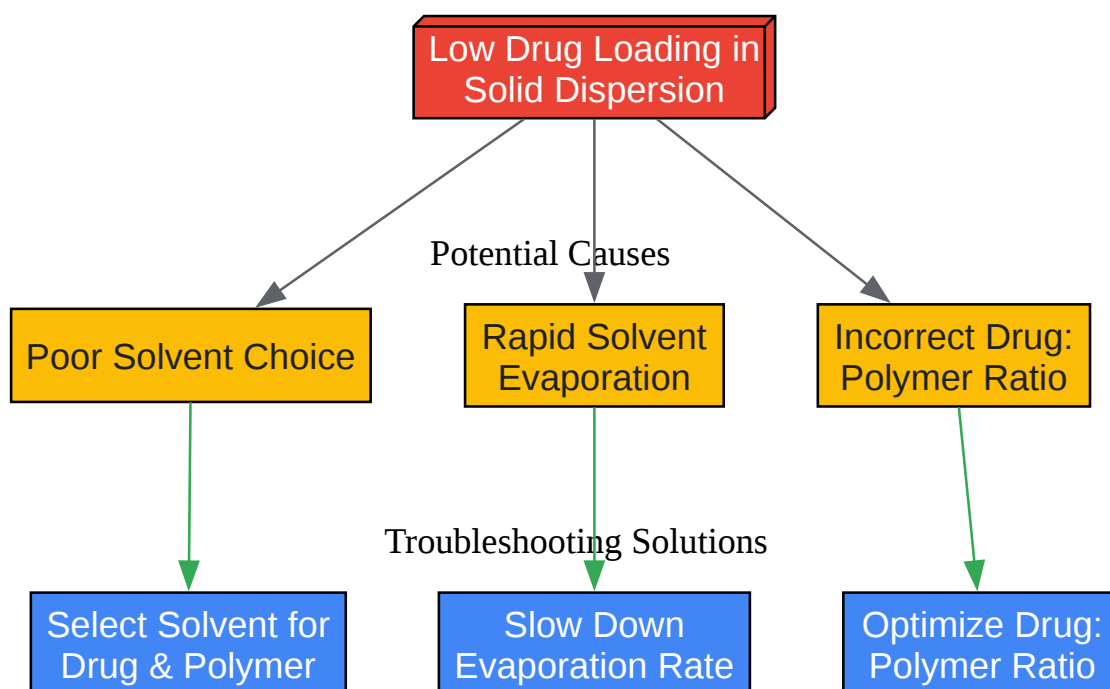 Low Drug Loading in
Solid Dispersion
Potential Causes
Poor Solvent Choice
Rapid Solvent
Evaporation
Incorrect Drug:
Polymer Ratio
Troubleshooting Solutions
Select Solvent for
Drug & Polymer
Slow Down
Evaporation Rate
Optimize Drug:
Polymer Ratio